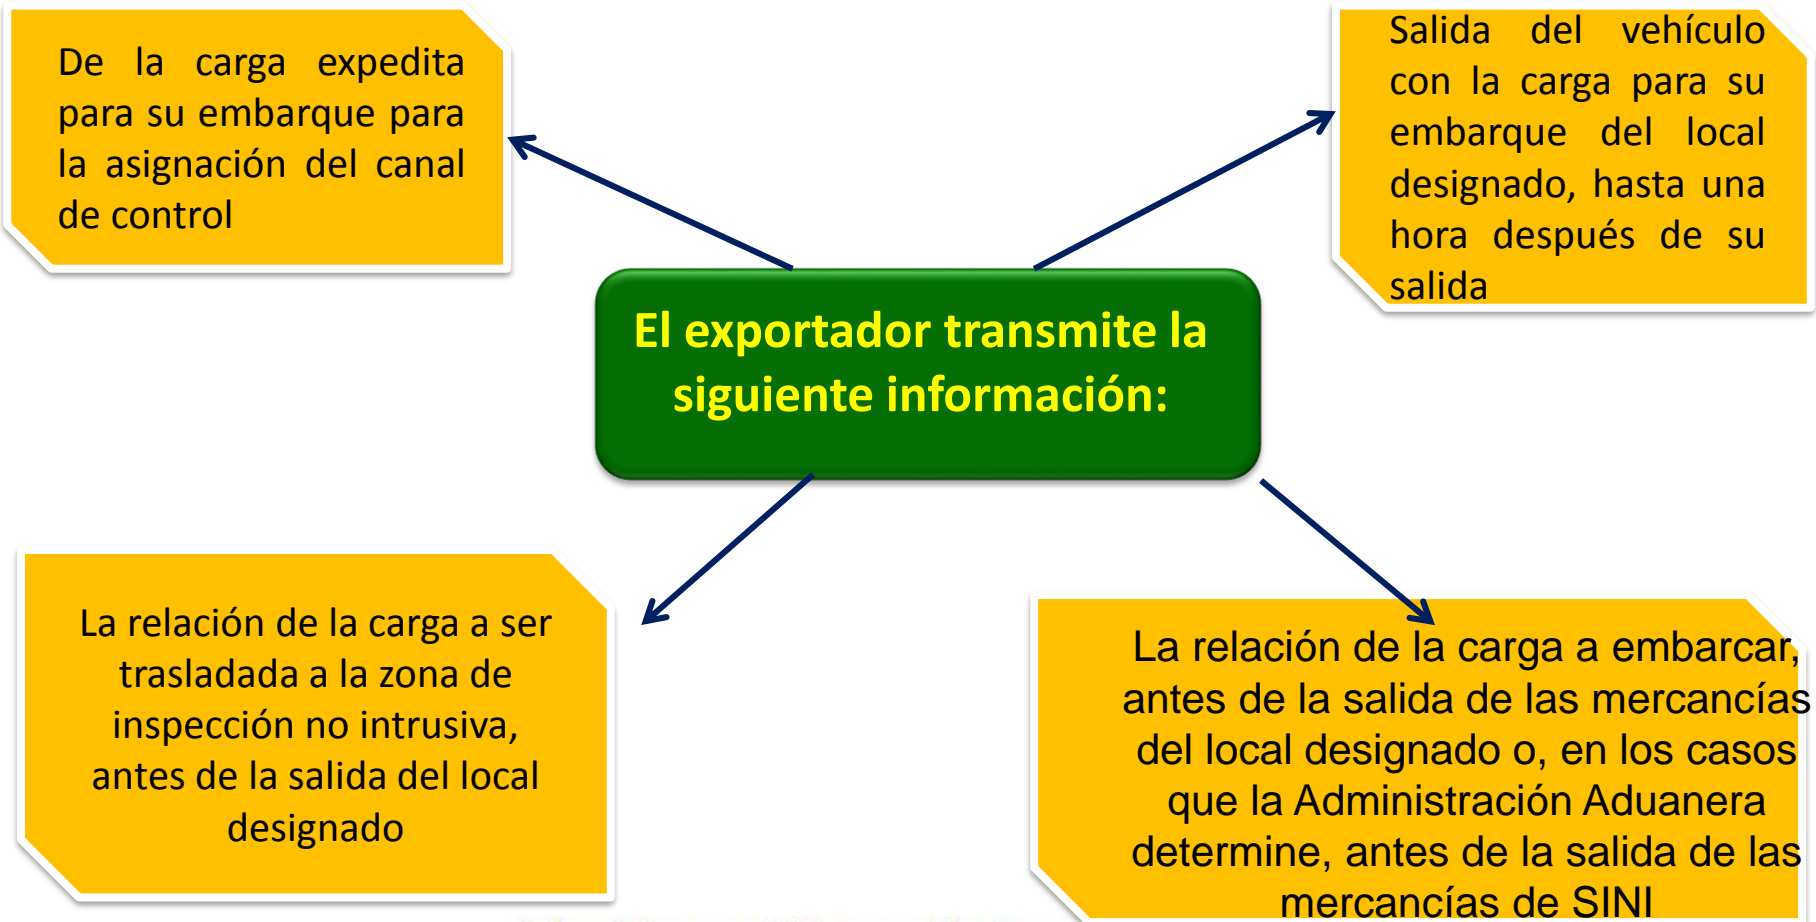 De la carga expedita
para su embarque para
la asignación del canal
de control
Salida del vehículo
con la carga para su
embarque del local
designado, hasta una
hora después de su
salida
El exportador transmite la
siguiente información:
La relación de la carga a ser
trasladada a la zona de
inspección no intrusiva,
antes de la salida del local
designado
La relación de la carga a embarcar,
antes de la salida de las mercancías
del local designado o, en los casos
que la Administración Aduanera
determine, antes de la salida de las
mercancías de SINI